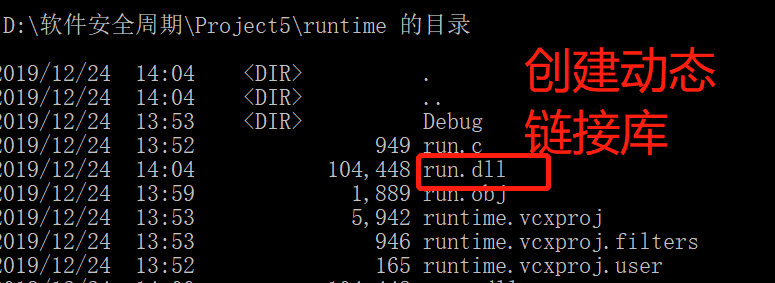 D:\软件安全周期\Project5\runtime 的目录
2019/12/24 14:04 <DIR> .
2019/12/24 14:04 <DIR> ..
2019/12/24 13:53 <DIR> Debug
2019/12/24 13:52 949 run.c
2019/12/24 14:04 104,448 run.dll
2019/12/24 13:59 1,889 run.obj
2019/12/24 13:53 5,942 runtime.vcxproj
2019/12/24 13:53 946 runtime.vcxproj.filters
2019/12/24 13:52 165 runtime.vcxproj.user
创建动态
链接库